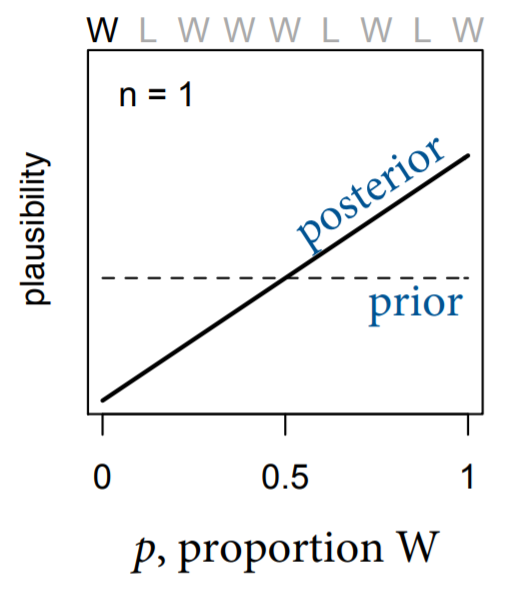 W L W W W L W L W
n = 1
plausibility
posterior
prior
0 0.5 1
p, proportion W